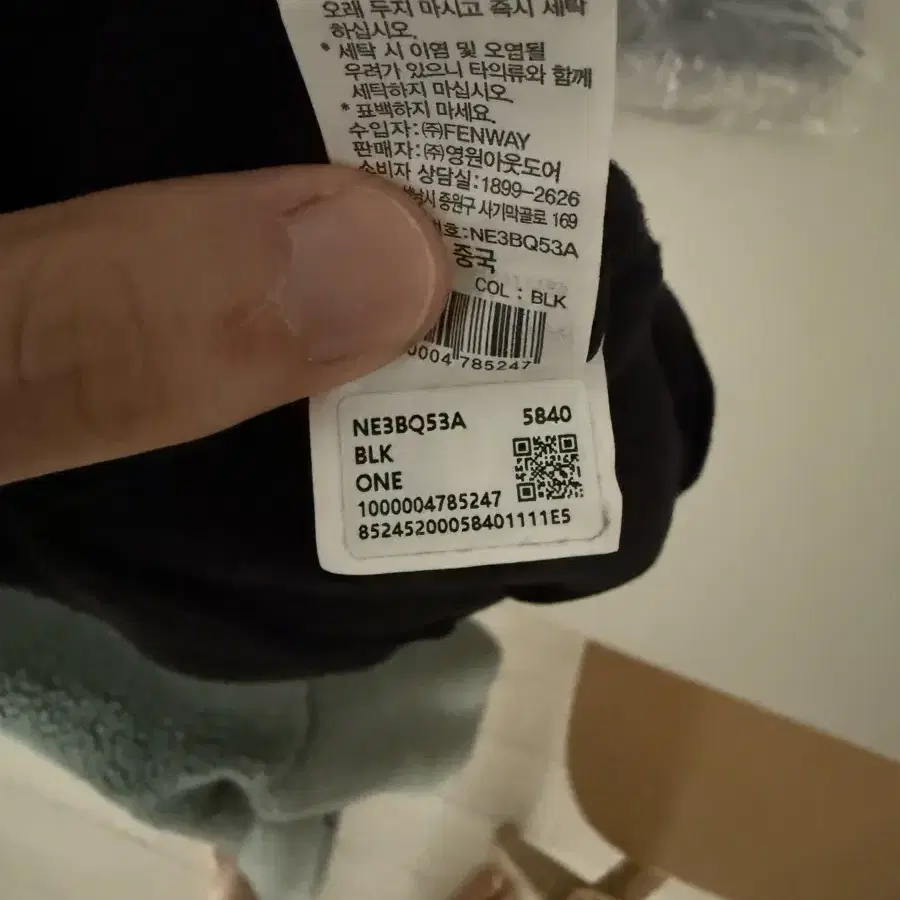 오래 두지 마시고 즉시 세탁
하십시오.
* 세탁 시 이염 및 오염될
우려가 있으니 타의류와 함께
세탁하지 마십시오.
* 표백하지 마세요.
수입자:㈜FENWAY
판매자:㈜영원아웃도어
소비자 상담실:1899-2626
중원구 사기막골로 169
NE3BQ53A
중국
COL : BLK
0004 785247
NE3BQ53A 5840
BLK
ONE
1000004785247
85245200058401111E5